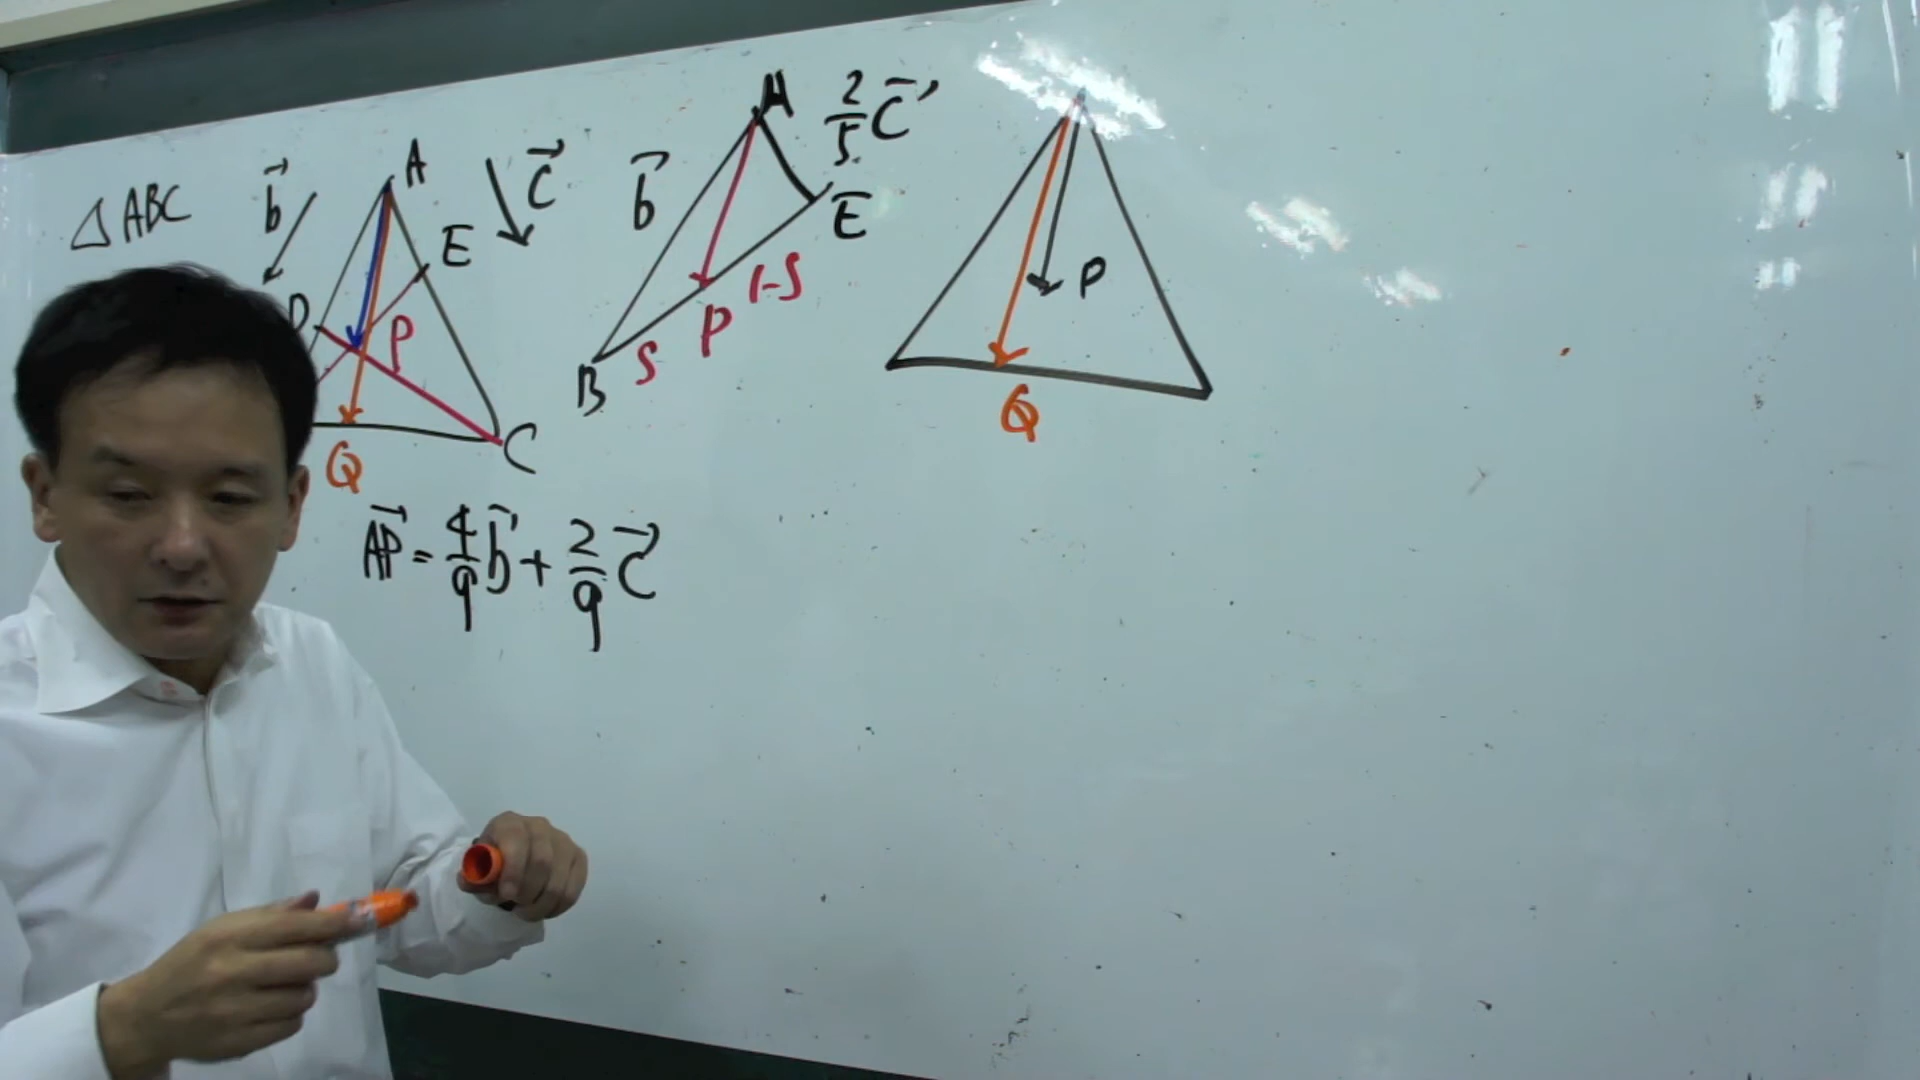 △ABC
b⃗
A
E
c⃗
D
P
Q
C
b⃗
A
2/5 c⃗
E
1-S
P
S
B
P
Q
AP⃗ = 4/9 b⃗ + 2/9 c⃗